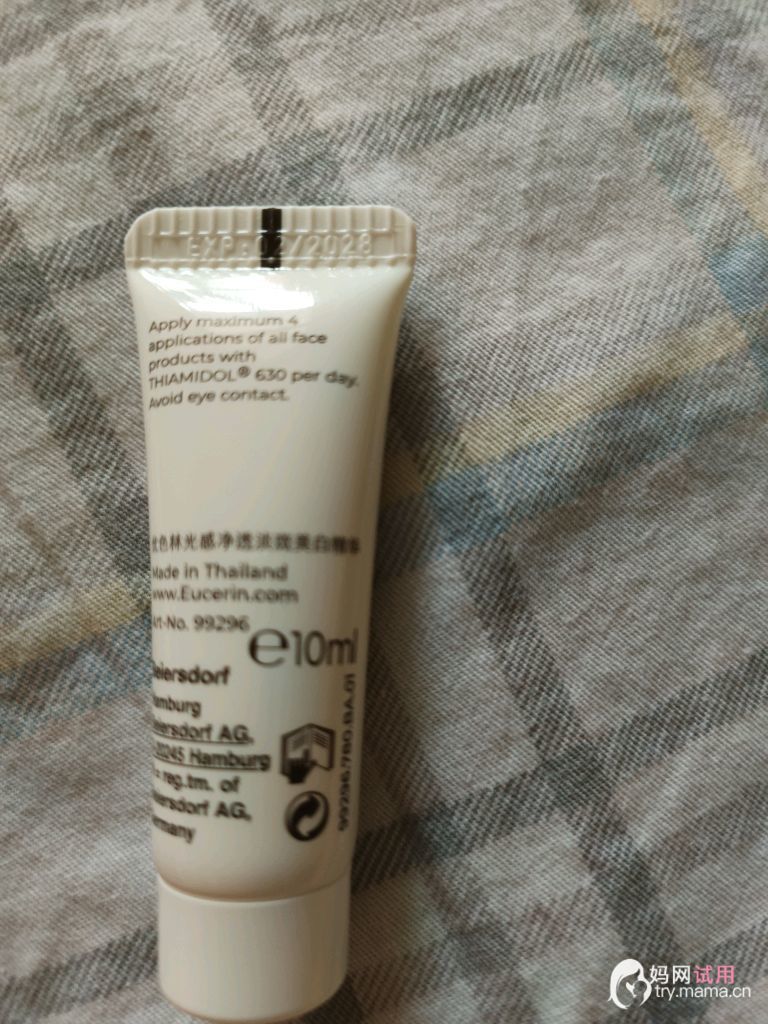 EXP: 02/2028
Apply maximum 4
applications of all face
products with
THIAMIDOL® 630 per day.
Avoid eye contact.
色林光感净透淡斑美白精华
Made in Thailand
www.Eucerin.com
Art-No. 99296
e10ml
Beiersdorf
Hamburg
Beiersdorf AG,
20245 Hamburg
= reg.tm. of
Beiersdorf AG,
Germany
99296.780.BA.01
妈网试用
try.mama.cn